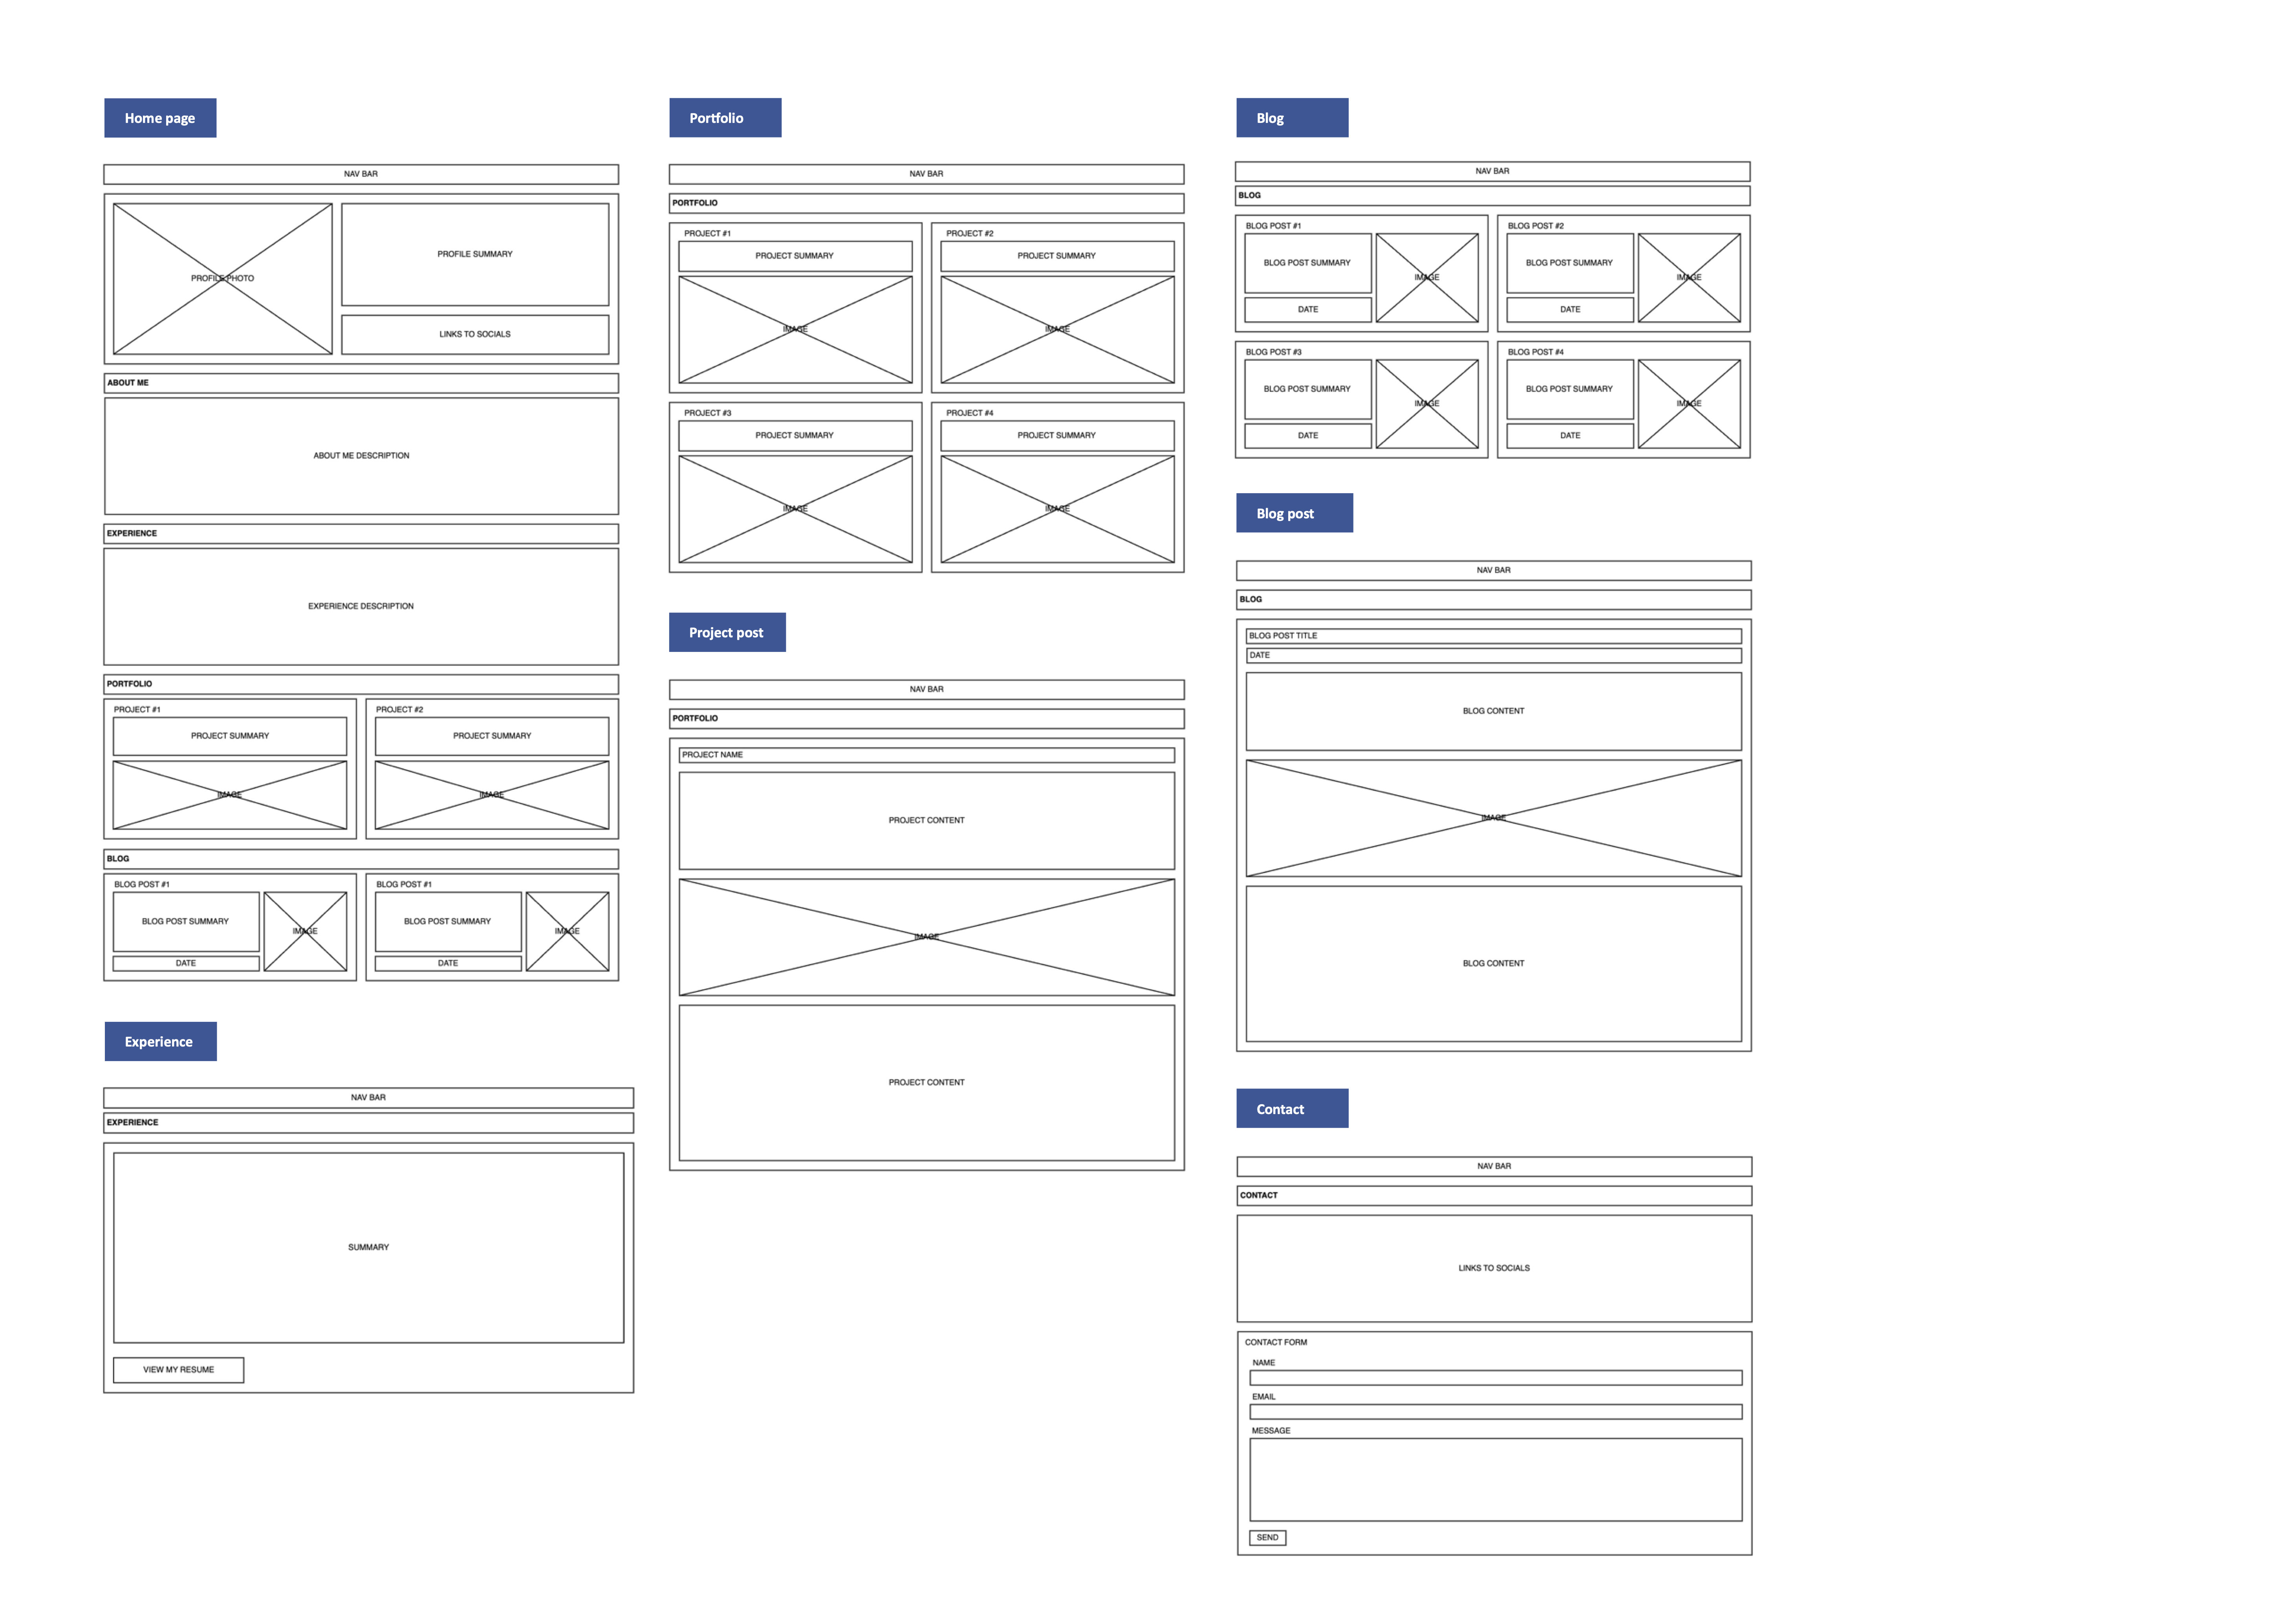 Home page
NAV BAR
PROFILE PHOTO
PROFILE SUMMARY
LINKS TO SOCIALS
ABOUT ME
ABOUT ME DESCRIPTION
EXPERIENCE
EXPERIENCE DESCRIPTION
PORTFOLIO
PROJECT #1
PROJECT SUMMARY
IMAGE
PROJECT #2
PROJECT SUMMARY
IMAGE
BLOG
BLOG POST #1
BLOG POST SUMMARY
DATE
IMAGE
BLOG POST #1
BLOG POST SUMMARY
DATE
IMAGE
Experience
NAV BAR
EXPERIENCE
SUMMARY
VIEW MY RESUME
Portfolio
NAV BAR
PORTFOLIO
PROJECT #1
PROJECT SUMMARY
IMAGE
PROJECT #2
PROJECT SUMMARY
IMAGE
PROJECT #3
PROJECT SUMMARY
IMAGE
PROJECT #4
PROJECT SUMMARY
IMAGE
Project post
NAV BAR
PORTFOLIO
PROJECT NAME
PROJECT CONTENT
IMAGE
PROJECT CONTENT
Blog
NAV BAR
BLOG
BLOG POST #1
BLOG POST SUMMARY
DATE
IMAGE
BLOG POST #2
BLOG POST SUMMARY
DATE
IMAGE
BLOG POST #3
BLOG POST SUMMARY
DATE
IMAGE
BLOG POST #4
BLOG POST SUMMARY
DATE
IMAGE
Blog post
NAV BAR
BLOG
BLOG POST TITLE
DATE
BLOG CONTENT
IMAGE
BLOG CONTENT
Contact
NAV BAR
CONTACT
LINKS TO SOCIALS
CONTACT FORM
NAME
EMAIL
MESSAGE
SEND